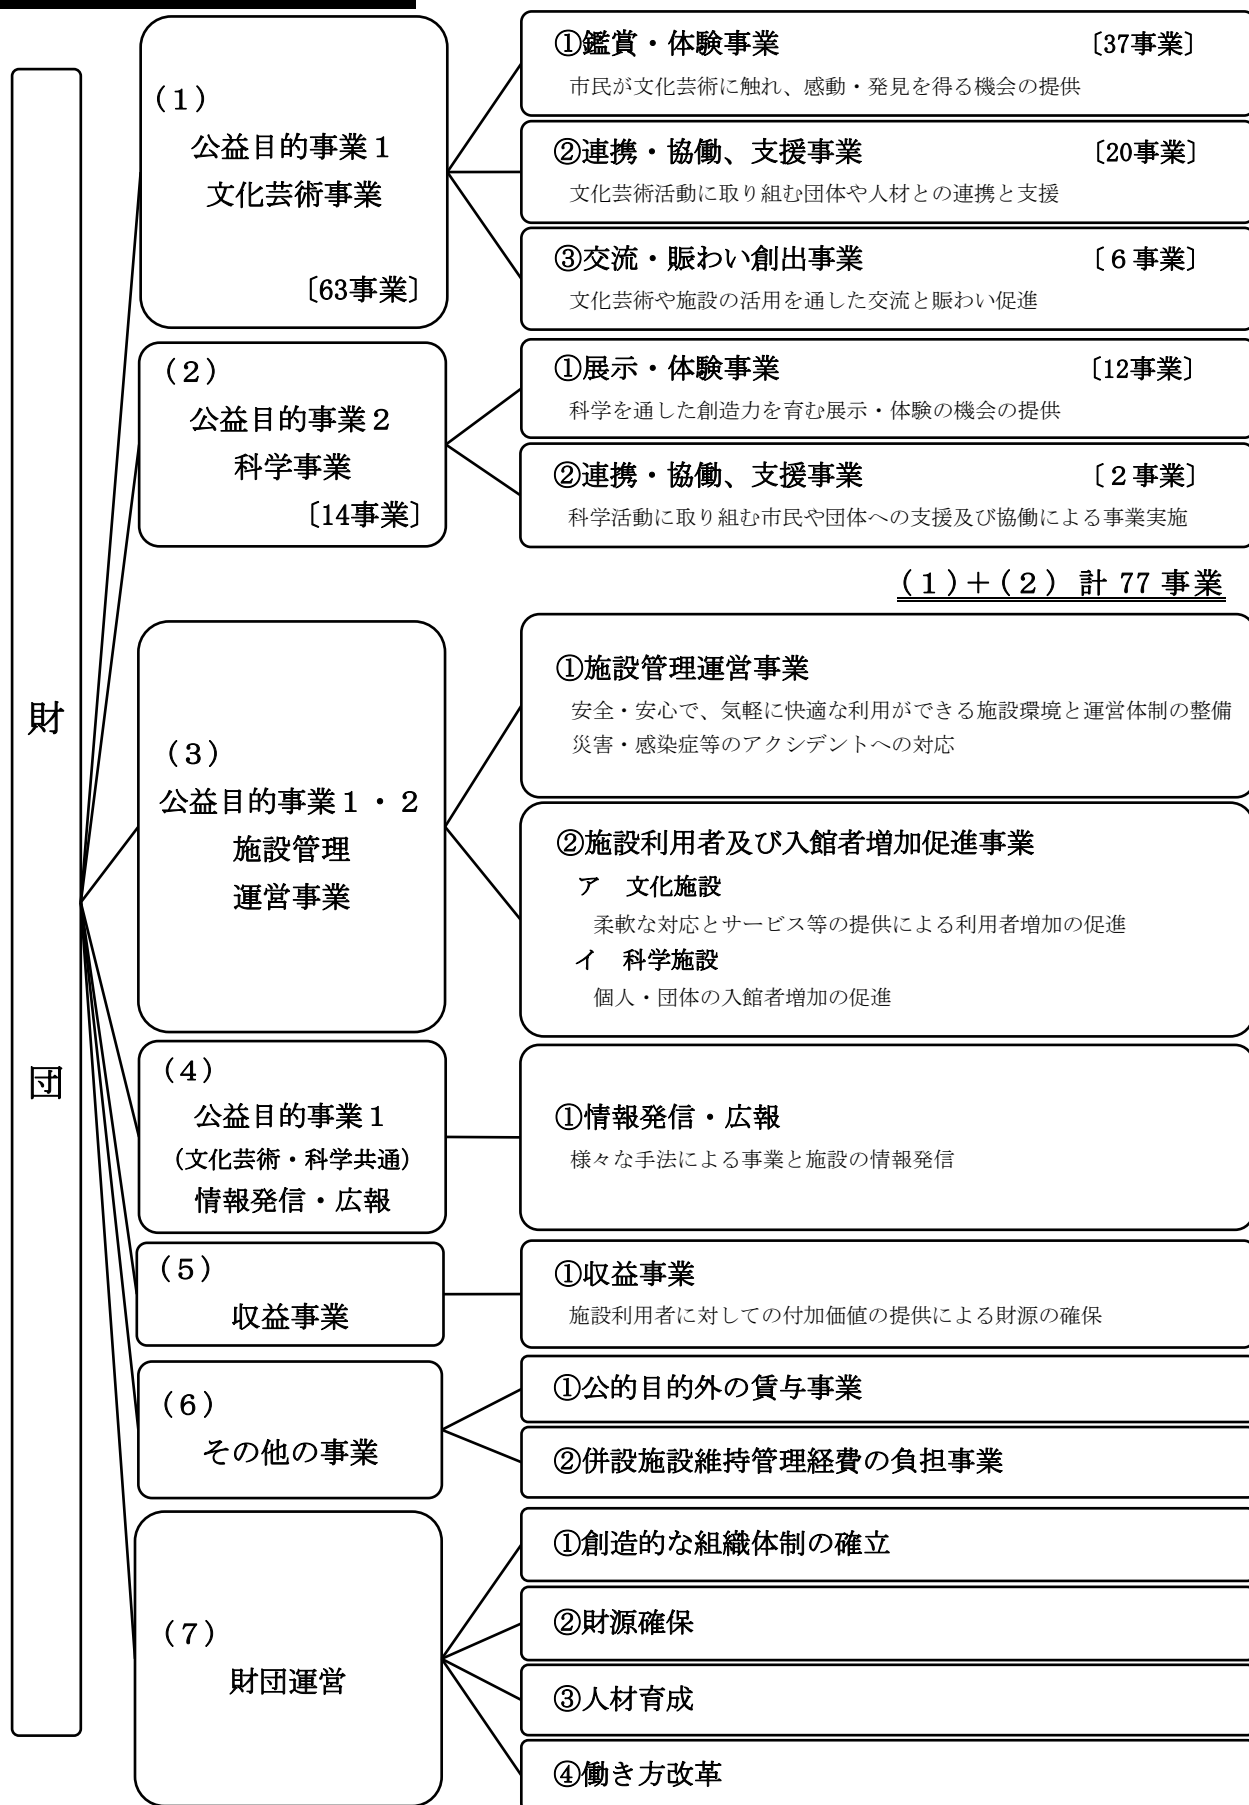 財
団
（１）
公益目的事業１
文化芸術事業
〔63事業〕
①鑑賞・体験事業 〔37事業〕
市民が文化芸術に触れ、感動・発見を得る機会の提供
②連携・協働、支援事業 〔20事業〕
文化芸術活動に取り組む団体や人材との連携と支援
③交流・賑わい創出事業 〔６事業〕
文化芸術や施設の活用を通した交流と賑わい促進
（２）
公益目的事業２
科学事業
〔14事業〕
①展示・体験事業 〔12事業〕
科学を通した創造力を育む展示・体験の機会の提供
②連携・協働、支援事業 〔２事業〕
科学活動に取り組む市民や団体への支援及び協働による事業実施
（１）＋（２） 計 77 事業
（３）
公益目的事業１・２
施設管理
運営事業
①施設管理運営事業
安全・安心で、気軽に快適な利用ができる施設環境と運営体制の整備
災害・感染症等のアクシデントへの対応
②施設利用者及び入館者増加促進事業
ア　文化施設
柔軟な対応とサービス等の提供による利用者増加の促進
イ　科学施設
個人・団体の入館者増加の促進
（４）
公益目的事業１
（文化芸術・科学共通）
情報発信・広報
①情報発信・広報
様々な手法による事業と施設の情報発信
（５）
収益事業
①収益事業
施設利用者に対しての付加価値の提供による財源の確保
（６）
その他の事業
①公的目的外の賃与事業
②併設施設維持管理経費の負担事業
（７）
財団運営
①創造的な組織体制の確立
②財源確保
③人材育成
④働き方改革